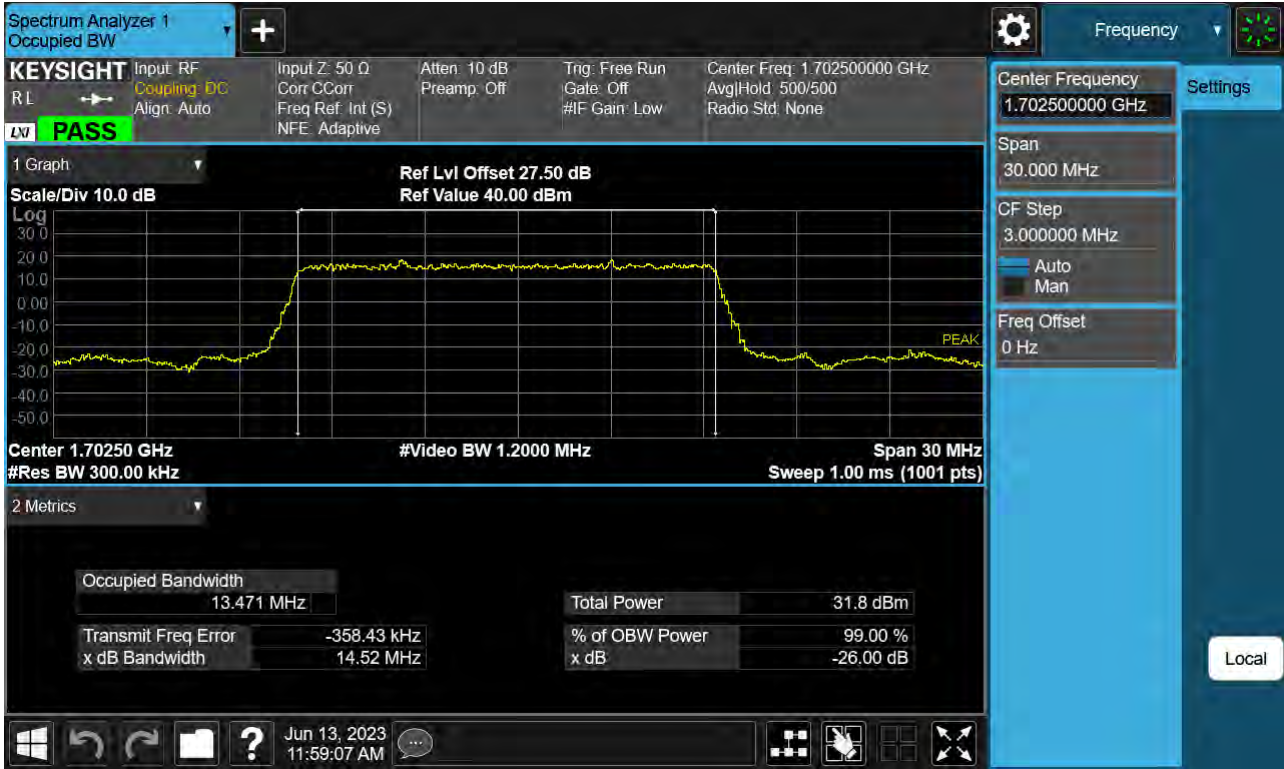 Spectrum Analyzer 1
Occupied BW
Frequency
KEYSIGHT
R L
LXI PASS
Input: RF
Coupling: DC
Align: Auto
Input Z: 50 Ω
Corr CCorr
Freq Ref: Int (S)
NFE: Adaptive
Atten: 10 dB
Preamp: Off
Trig: Free Run
Gate: Off
#IF Gain: Low
Center Freq: 1.702500000 GHz
Avg|Hold: 500/500
Radio Std: None
1 Graph
Scale/Div 10.0 dB
Ref Lvl Offset 27.50 dB
Ref Value 40.00 dBm
Log
30.0
20.0
10.0
0.00
-10.0
-20.0
-30.0
-40.0
-50.0
PEAK
Center 1.70250 GHz
#Video BW 1.2000 MHz
Span 30 MHz
#Res BW 300.00 kHz
Sweep 1.00 ms (1001 pts)
2 Metrics
Occupied Bandwidth
13.471 MHz
Total Power 31.8 dBm
Transmit Freq Error -358.43 kHz
% of OBW Power 99.00 %
x dB Bandwidth 14.52 MHz
x dB -26.00 dB
Center Frequency
1.702500000 GHz
Settings
Span
30.000 MHz
CF Step
3.000000 MHz
Auto
Man
Freq Offset
0 Hz
Local
?
Jun 13, 2023
11:59:07 AM